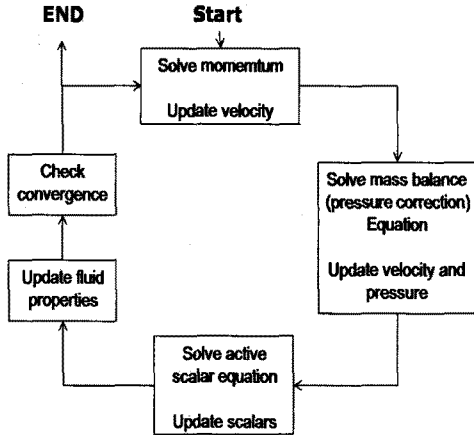 END
Start
Solve momemtum
Update velocity
Solve mass balance
(pressure correction)
Equation
Update velocity and
pressure
Solve active
scalar equation
Update scalars
Update fluid
properties
Check
convergence